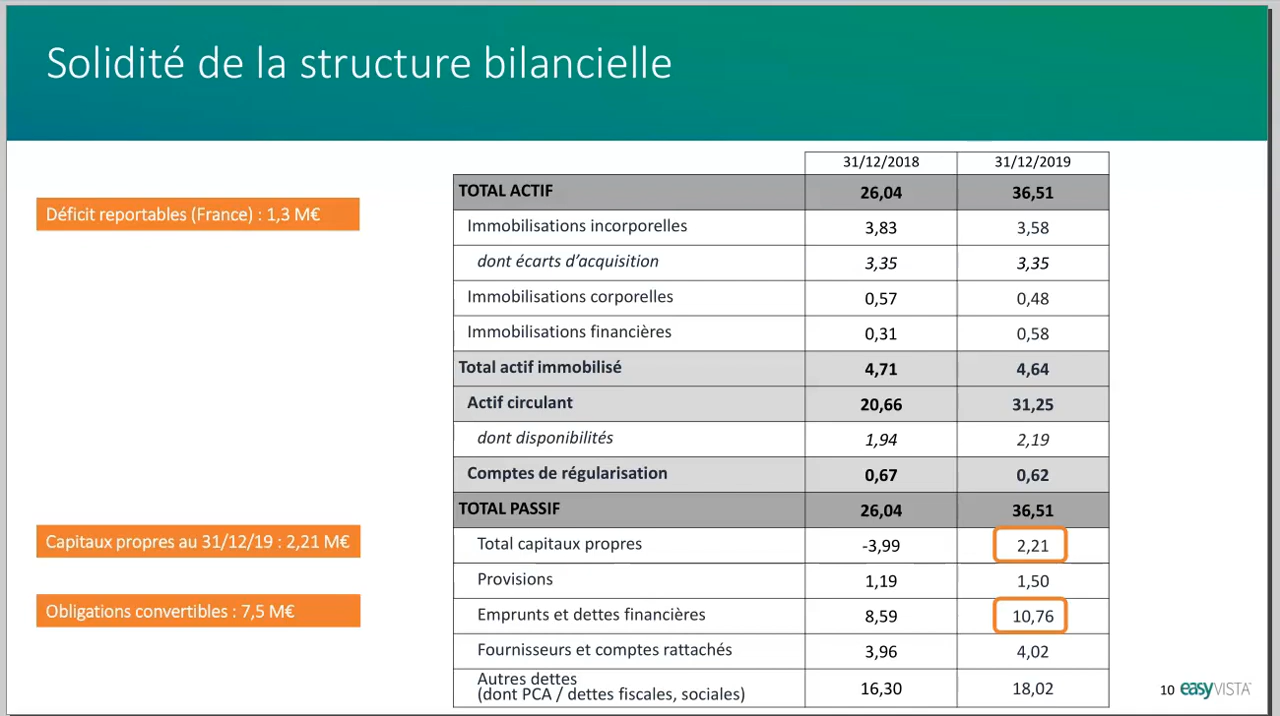 Solidité de la structure bilancielle
31/12/2018 31/12/2019
TOTAL ACTIF 26,04 36,51
Déficit reportables (France) : 1,3 M€
Immobilisations incorporelles 3,83 3,58
dont écarts d’acquisition 3,35 3,35
Immobilisations corporelles 0,57 0,48
Immobilisations financières 0,31 0,58
Total actif immobilisé 4,71 4,64
Actif circulant 20,66 31,25
dont disponibilités 1,94 2,19
Comptes de régularisation 0,67 0,62
TOTAL PASSIF 26,04 36,51
Capitaux propres au 31/12/19 : 2,21 M€
Total capitaux propres -3,99 2,21
Provisions 1,19 1,50
Obligations convertibles : 7,5 M€
Emprunts et dettes financières 8,59 10,76
Fournisseurs et comptes rattachés 3,96 4,02
Autres dettes
(dont PCA / dettes fiscales, sociales) 16,30 18,02
10 easyVISTA